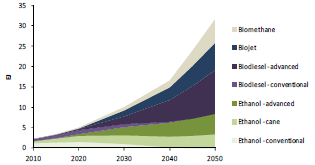 35
30
25
20
15
10
5
0
EJ
2010 2020 2030 2040 2050
Biomethane
Biojet
Biodiesel - advanced
Biodiesel - conventional
Ethanol - advanced
Ethanol - cane
Ethanol - conventional